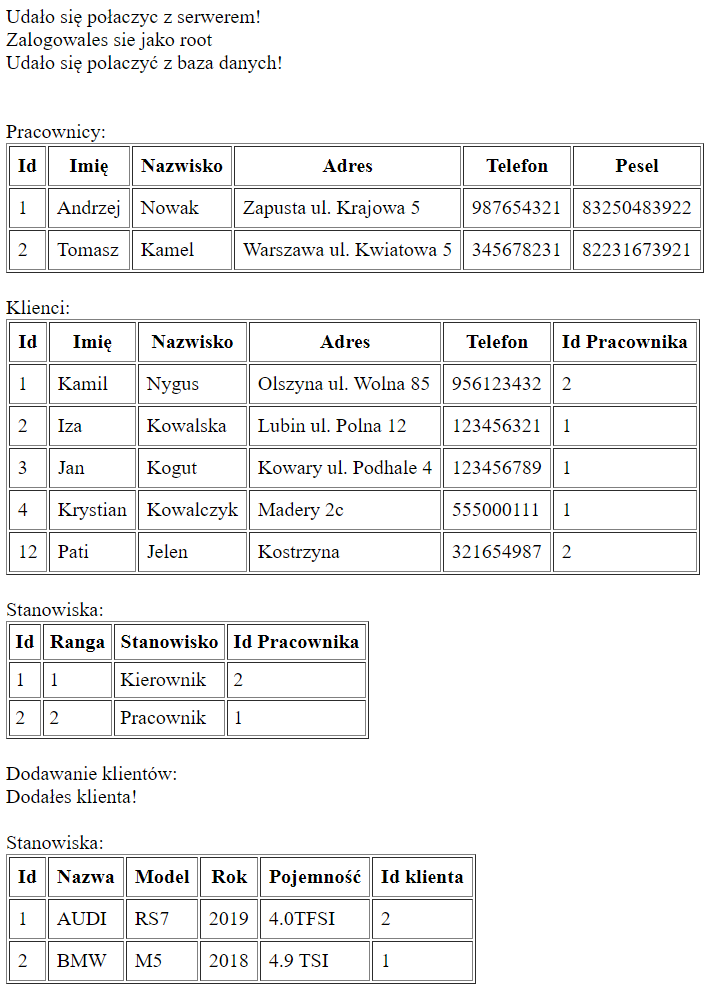 Udało się połaczyc z serwerem!
Zalogowales sie jako root
Udało się polaczyć z baza danych!
Pracownicy:
Id Imię Nazwisko Adres Telefon Pesel
1 Andrzej Nowak Zapusta ul. Krajowa 5 987654321 83250483922
2 Tomasz Kamel Warszawa ul. Kwiatowa 5 345678231 82231673921
Klienci:
Id Imię Nazwisko Adres Telefon Id Pracownika
1 Kamil Nygus Olszyna ul. Wolna 85 956123432 2
2 Iza Kowalska Lubin ul. Polna 12 123456321 1
3 Jan Kogut Kowary ul. Podhale 4 123456789 1
4 Krystian Kowalczyk Madery 2c 555000111 1
12 Pati Jelen Kostrzyna 321654987 2
Stanowiska:
Id Ranga Stanowisko Id Pracownika
1 1 Kierownik 2
2 2 Pracownik 1
Dodawanie klientów:
Dodałes klienta!
Stanowiska:
Id Nazwa Model Rok Pojemność Id klienta
1 AUDI RS7 2019 4.0TFSI 2
2 BMW M5 2018 4.9 TSI 1